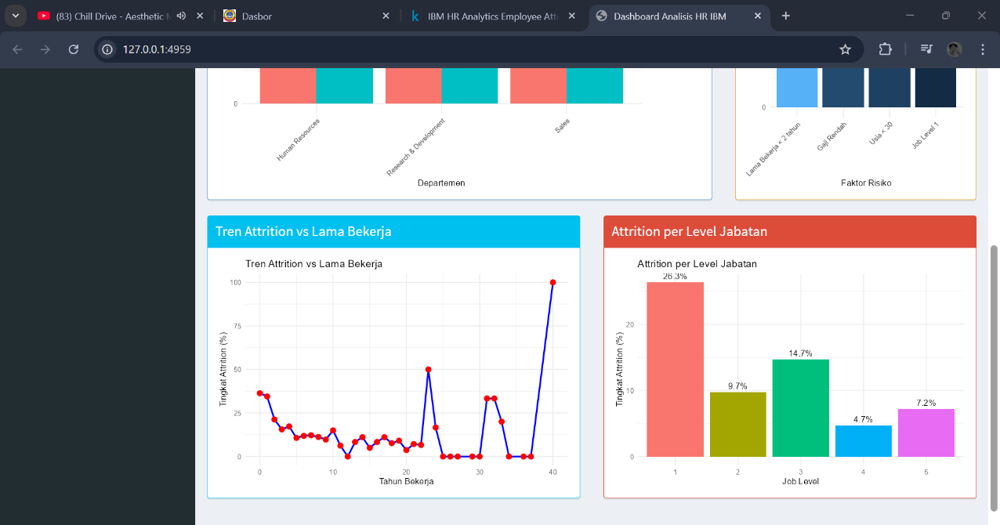 (83) Chill Drive - Aesthetic
Dasbor
IBM HR Analytics Employee Att
Dashboard Analisis HR IBM
127.0.0.1:4959
0
Human Resources
Research & Development
Sales
Departemen
0
Lama Bekerja < 2 tahun
Gaji Rendah
Usia < 30
Job Level 1
Faktor Risiko
Tren Attrition vs Lama Bekerja
Tren Attrition vs Lama Bekerja
Tingkat Attrition (%)
100
75
50
25
0
0 10 20 30 40
Tahun Bekerja
Attrition per Level Jabatan
Attrition per Level Jabatan
Tingkat Attrition (%)
20
10
0
26.3%
9.7%
14.7%
4.7%
7.2%
1 2 3 4 5
Job Level